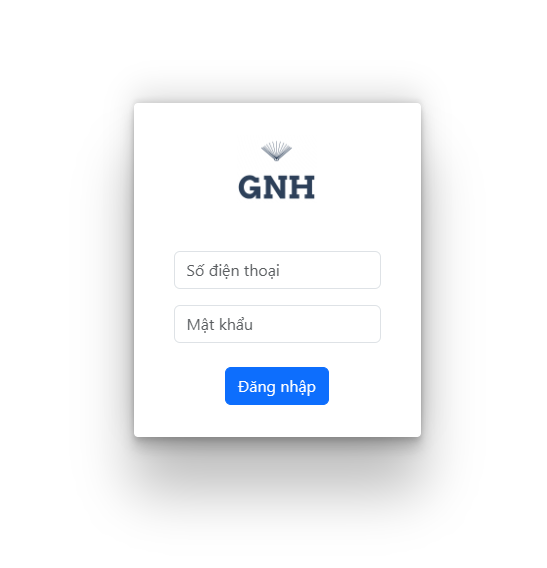 GNH
Số điện thoại
Mật khẩu
Đăng nhập